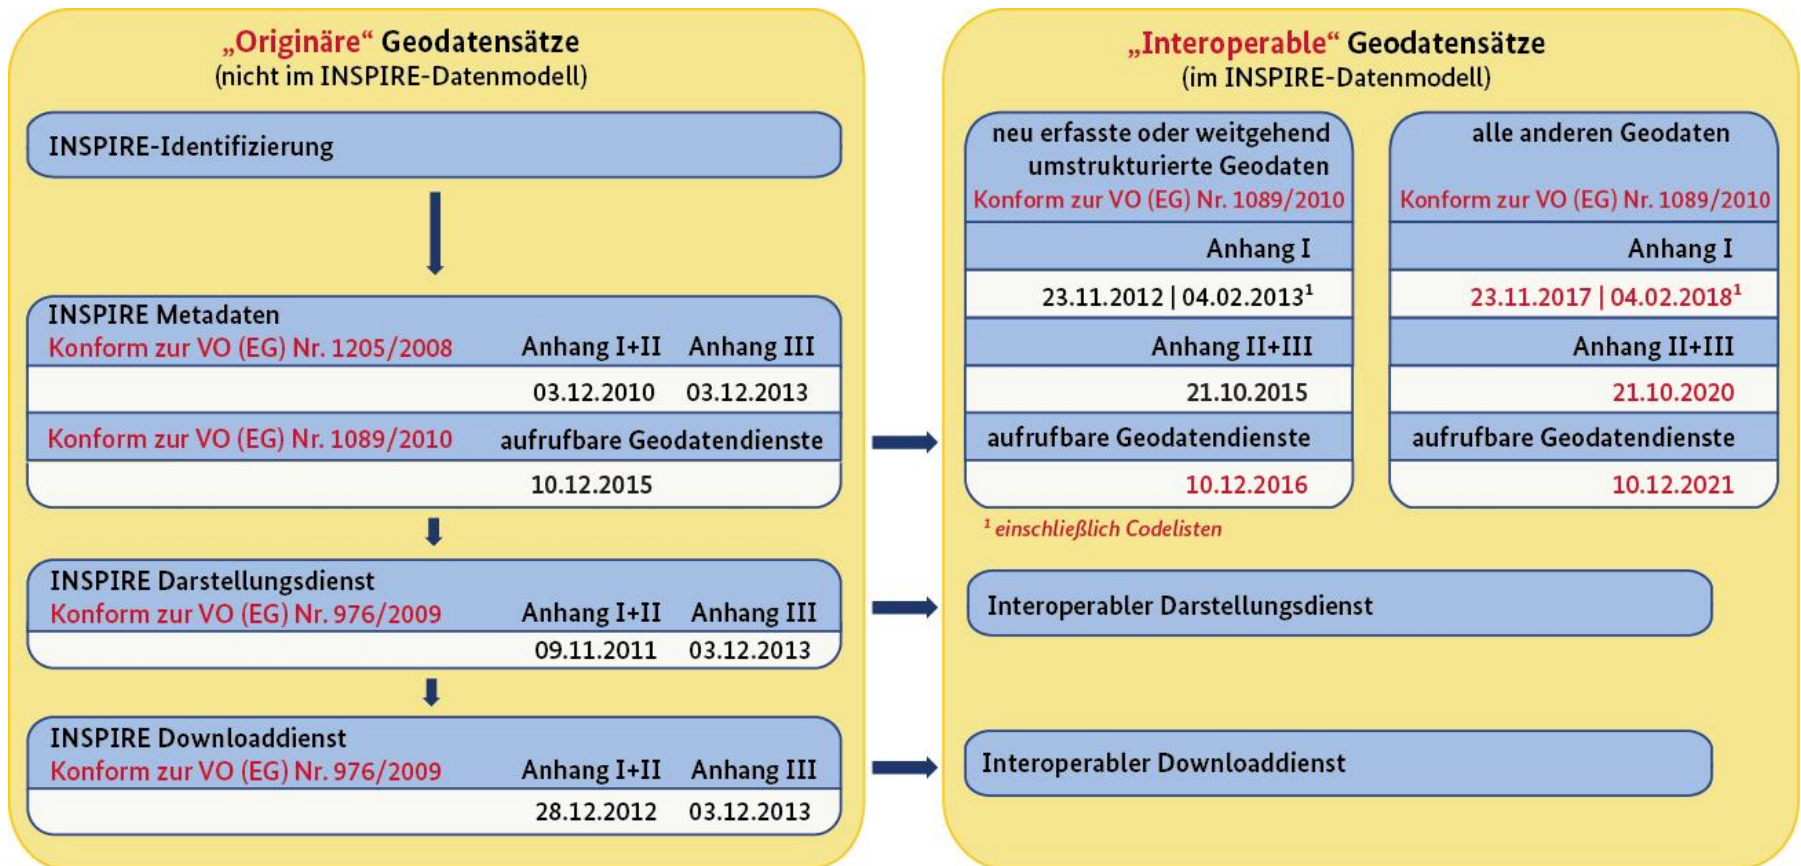 „Originäre“ Geodatensätze
(nicht im INSPIRE-Datenmodell)
INSPIRE-Identifizierung
INSPIRE Metadaten
Konform zur VO (EG) Nr. 1205/2008 Anhang I+II Anhang III
03.12.2010 03.12.2013
Konform zur VO (EG) Nr. 1089/2010 aufrufbare Geodatendienste
10.12.2015
INSPIRE Darstellungsdienst
Konform zur VO (EG) Nr. 976/2009 Anhang I+II Anhang III
09.11.2011 03.12.2013
INSPIRE Downloaddienst
Konform zur VO (EG) Nr. 976/2009 Anhang I+II Anhang III
28.12.2012 03.12.2013
„Interoperable“ Geodatensätze
(im INSPIRE-Datenmodell)
neu erfasste oder weitgehend
umstrukturierte Geodaten
Konform zur VO (EG) Nr. 1089/2010
Anhang I
23.11.2012 | 04.02.2013¹
Anhang II+III
21.10.2015
aufrufbare Geodatendienste
10.12.2016
alle anderen Geodaten
Konform zur VO (EG) Nr. 1089/2010
Anhang I
23.11.2017 | 04.02.2018¹
Anhang II+III
21.10.2020
aufrufbare Geodatendienste
10.12.2021
¹ einschließlich Codelisten
Interoperabler Darstellungsdienst
Interoperabler Downloaddienst